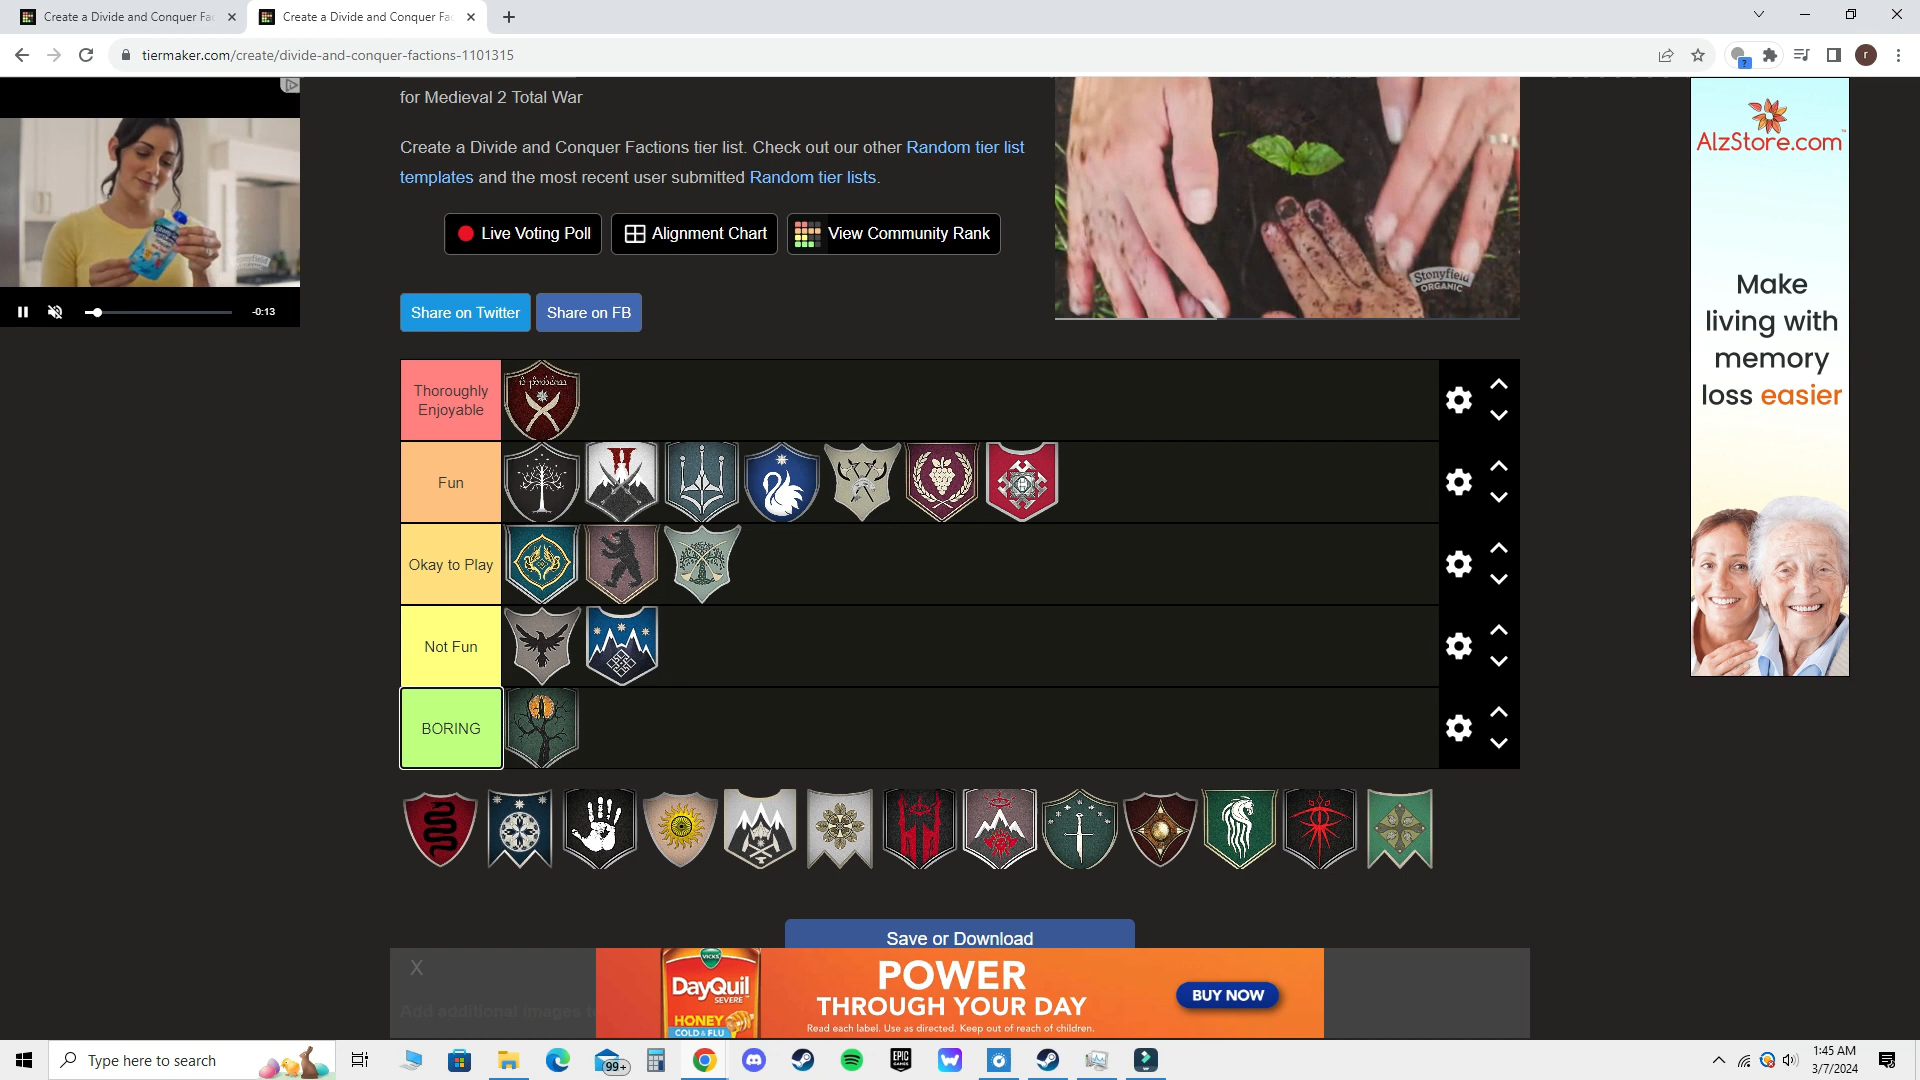 Create a Divide and Conquer Fa
Create a Divide and Conquer Fa
tiermaker.com/create/divide-and-conquer-factions-1101315
r
for Medieval 2 Total War
Create a Divide and Conquer Factions tier list. Check out our other Random tier list
templates and the most recent user submitted Random tier lists.
Live Voting Poll
Alignment Chart
View Community Rank
-0:13
Share on Twitter
Share on FB
Stonyfield
ORGANIC
AlzStore.com
Make
living with
memory
loss easier
Thoroughly
Enjoyable
Fun
Okay to Play
Not Fun
BORING
Save or Download
X
Add additional images t
VICKS
DayQuil
SEVERE
HONEY
COLD & FLU
POWER
THROUGH YOUR DAY
Read each label. Use as directed. Keep out of reach of children.
BUY NOW
Type here to search
99+
EPIC
GAMES
1:45 AM
3/7/2024